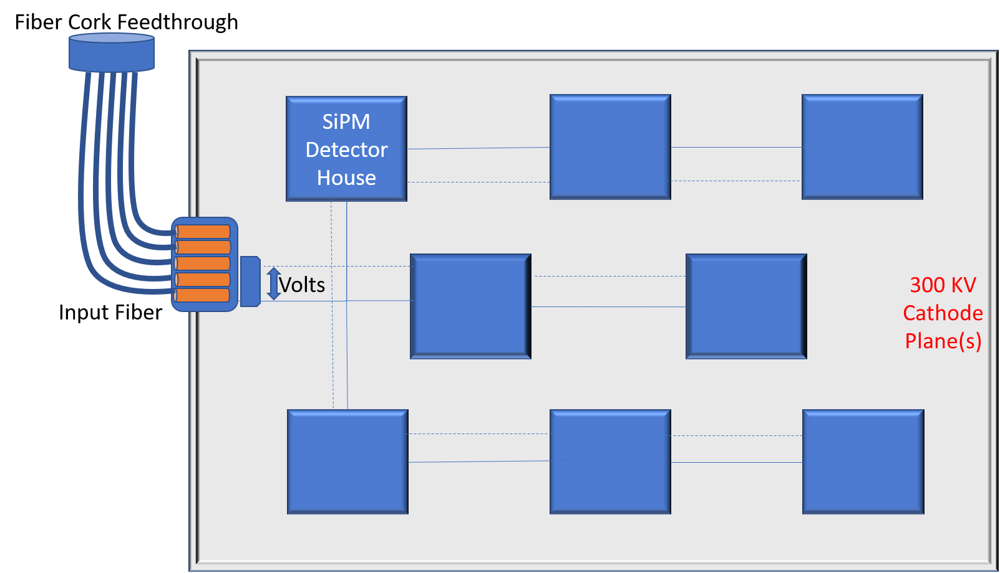 Fiber Cork Feedthrough
SiPM
Detector
House
Volts
Input Fiber
300 KV
Cathode
Plane(s)